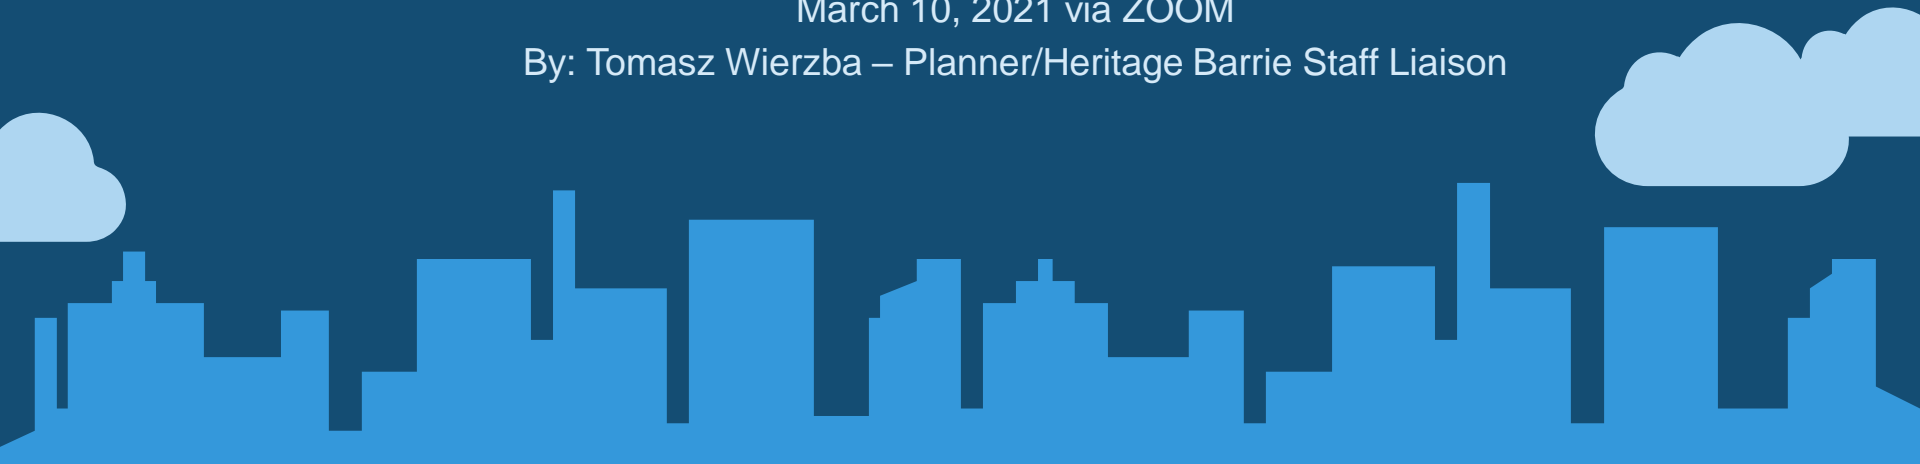 March 10, 2021 via ZOOM
By: Tomasz Wierzba – Planner/Heritage Barrie Staff Liaison